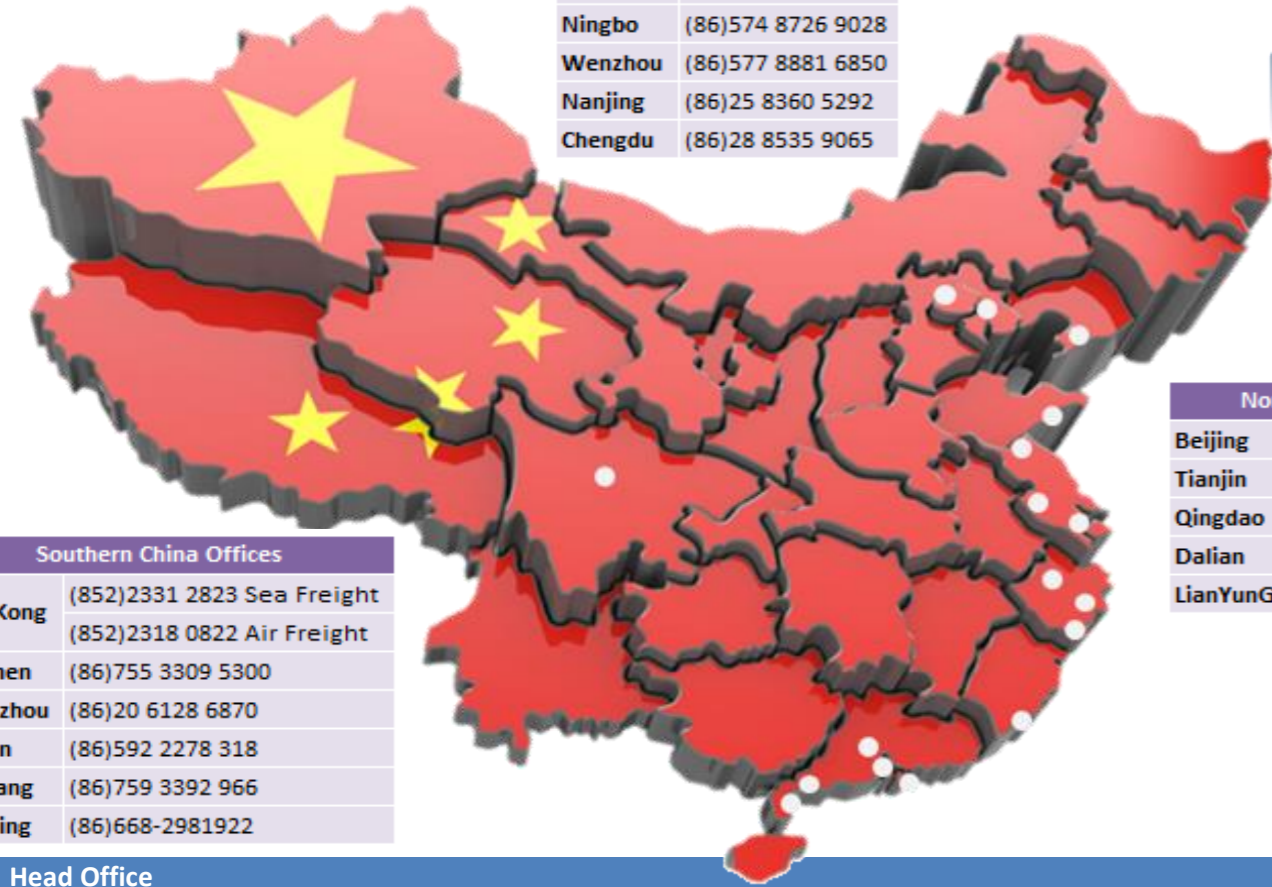 Ningbo (86)574 8726 9028
Wenzhou (86)577 8881 6850
Nanjing (86)25 8360 5292
Chengdu (86)28 8535 9065
Beijing
Tianjin
Qingdao
Dalian
Southern China Offices
Kong (852)2331 2823 Sea Freight
(852)2318 0822 Air Freight
(86)755 3309 5300
zhou (86)20 6128 6870
(86)592 2278 318
(86)759 3392 966
(86)668-2981922
Head Office